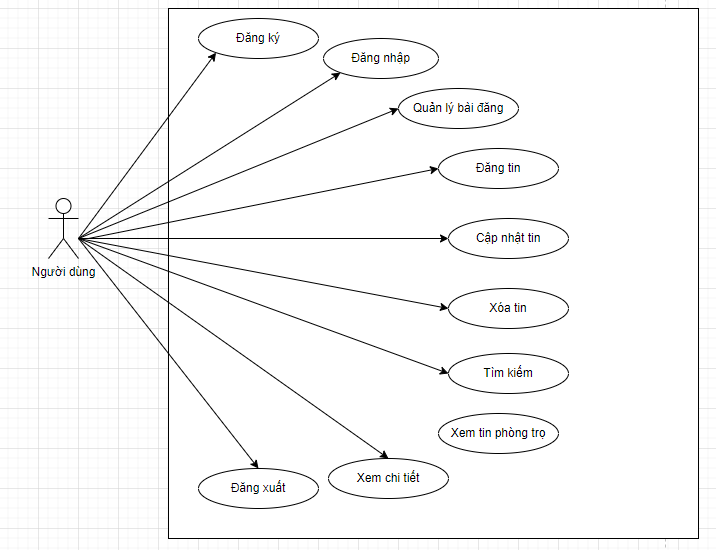 Đăng ký
Đăng nhập
Quản lý bài đăng
Đăng tin
Người dùng
Cập nhật tin
Xóa tin
Tìm kiếm
Xem tin phòng trọ
Xem chi tiết
Đăng xuất